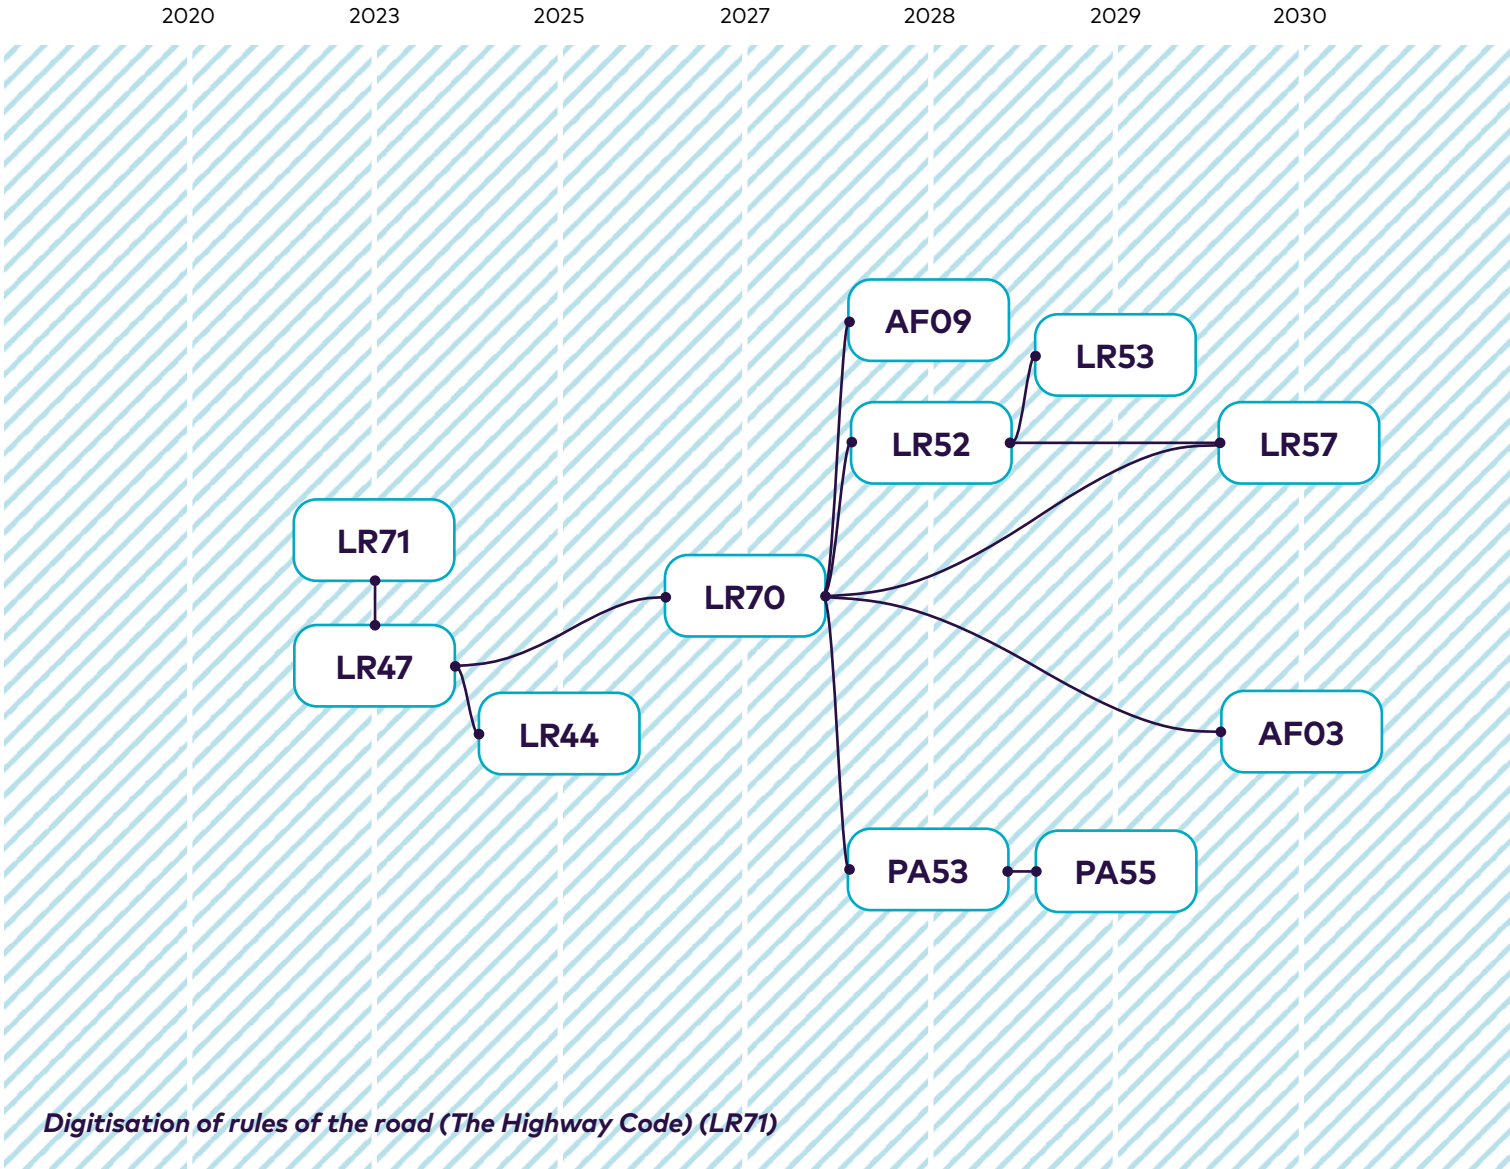 2020 2023 2025 2027 2028 2029 2030
AF09
LR53
LR52
LR57
LR71
LR70
LR47
LR44
AF03
PA53
PA55
Digitisation of rules of the road (The Highway Code) (LR71)